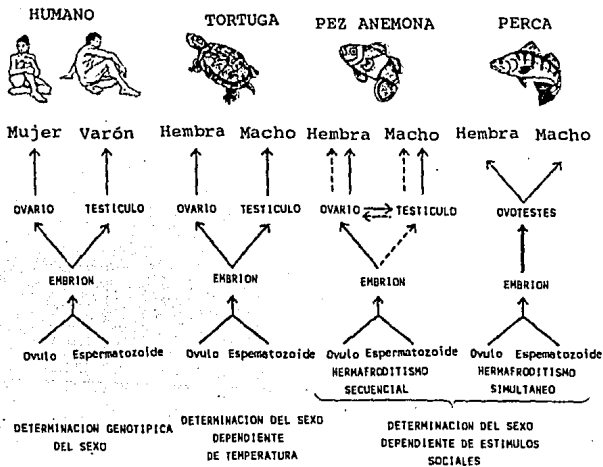 HUMANO TORTUGA PEZ ANEMONA PERCA
Mujer Varón Hembra Macho Hembra Macho Hembra Macho
OVARIO TESTICULO OVARIO TESTICULO OVARIO TESTICULO OVOTESTES
EMBRION EMBRION EMBRION EMBRION
Ovulo Espermatozoide Ovulo Espematozoide Ovulo Espermatozoide Ovulo Espematozoide
HERMAFRODITISMO SECUENCIAL
HERMAFRODITISMO SIMULTANEO
DETERMINACION GENOTIPICA
DEL SEXO
DETERMINACION DEL SEXO
DEPENDIENTE
DE TEMPERATURA
DETERMINACION DEL SEXO
DEPENDIENTE DE ESTIMULOS
SOCIALES